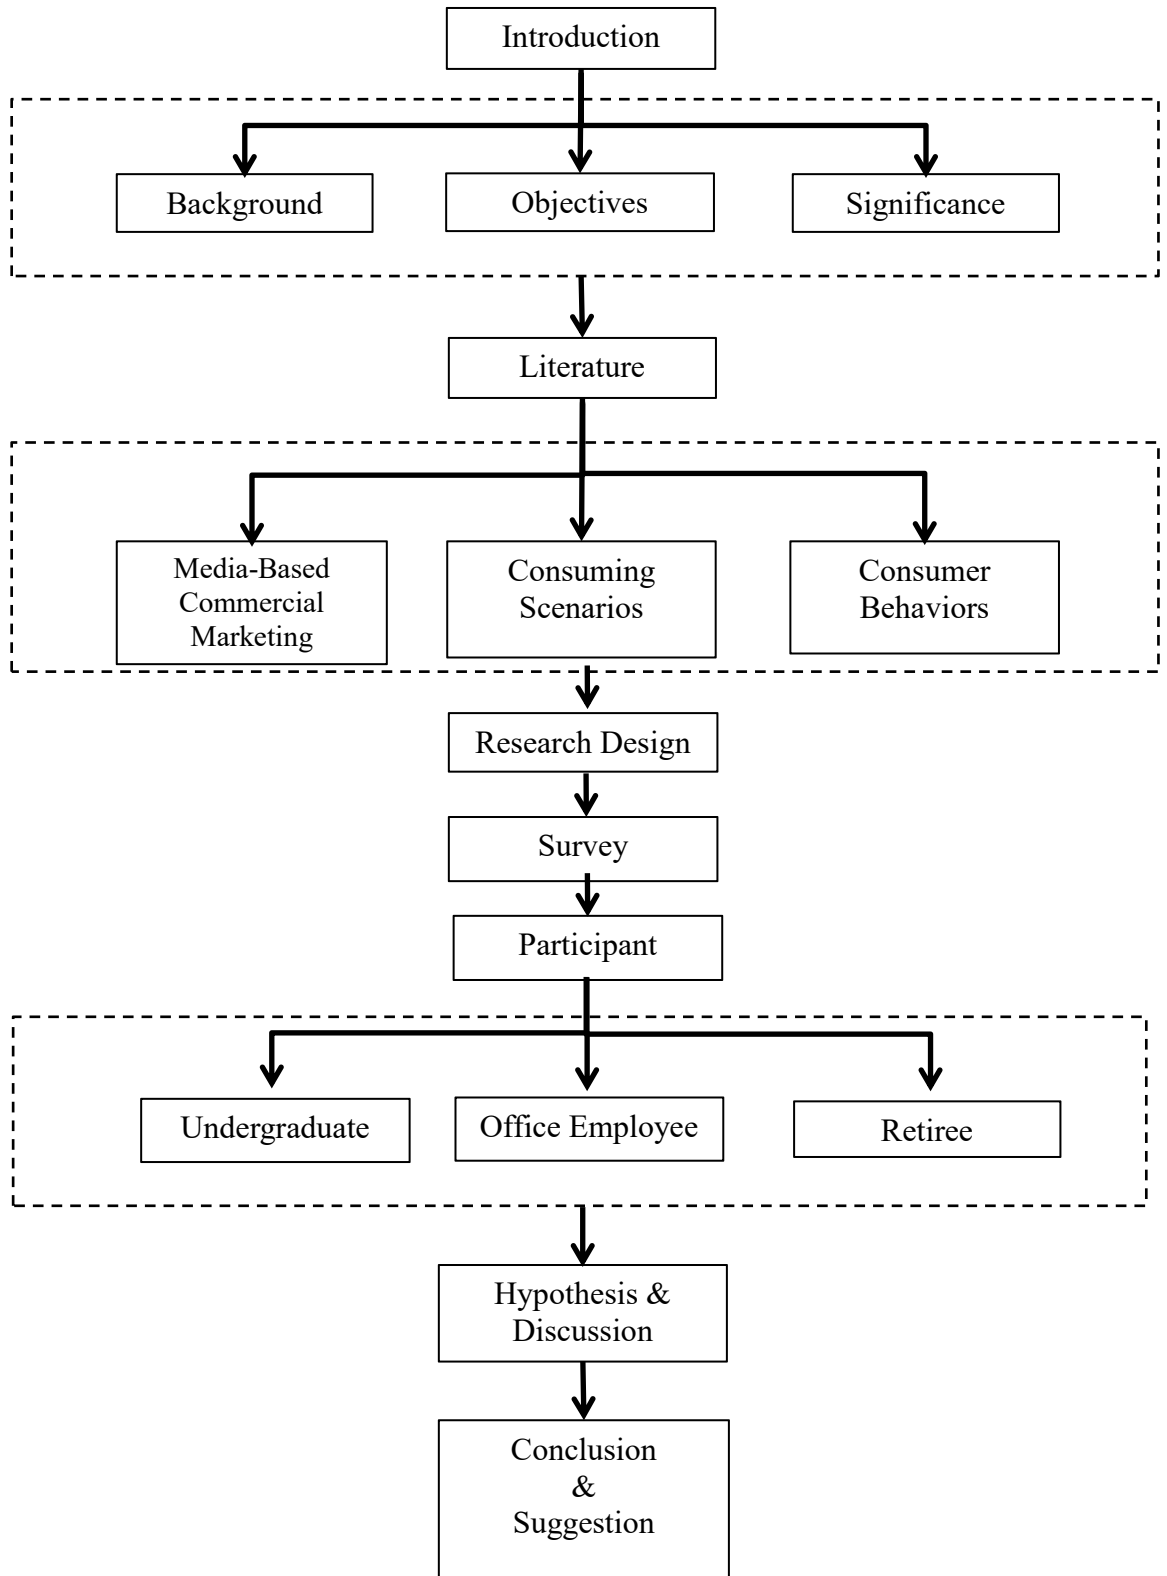 Introduction
Background
Objectives
Significance
Literature
Media-Based
Commercial
Marketing
Consuming
Scenarios
Consumer
Behaviors
Research Design
Survey
Participant
Undergraduate
Office Employee
Retiree
Hypothesis &
Discussion
Conclusion
&
Suggestion